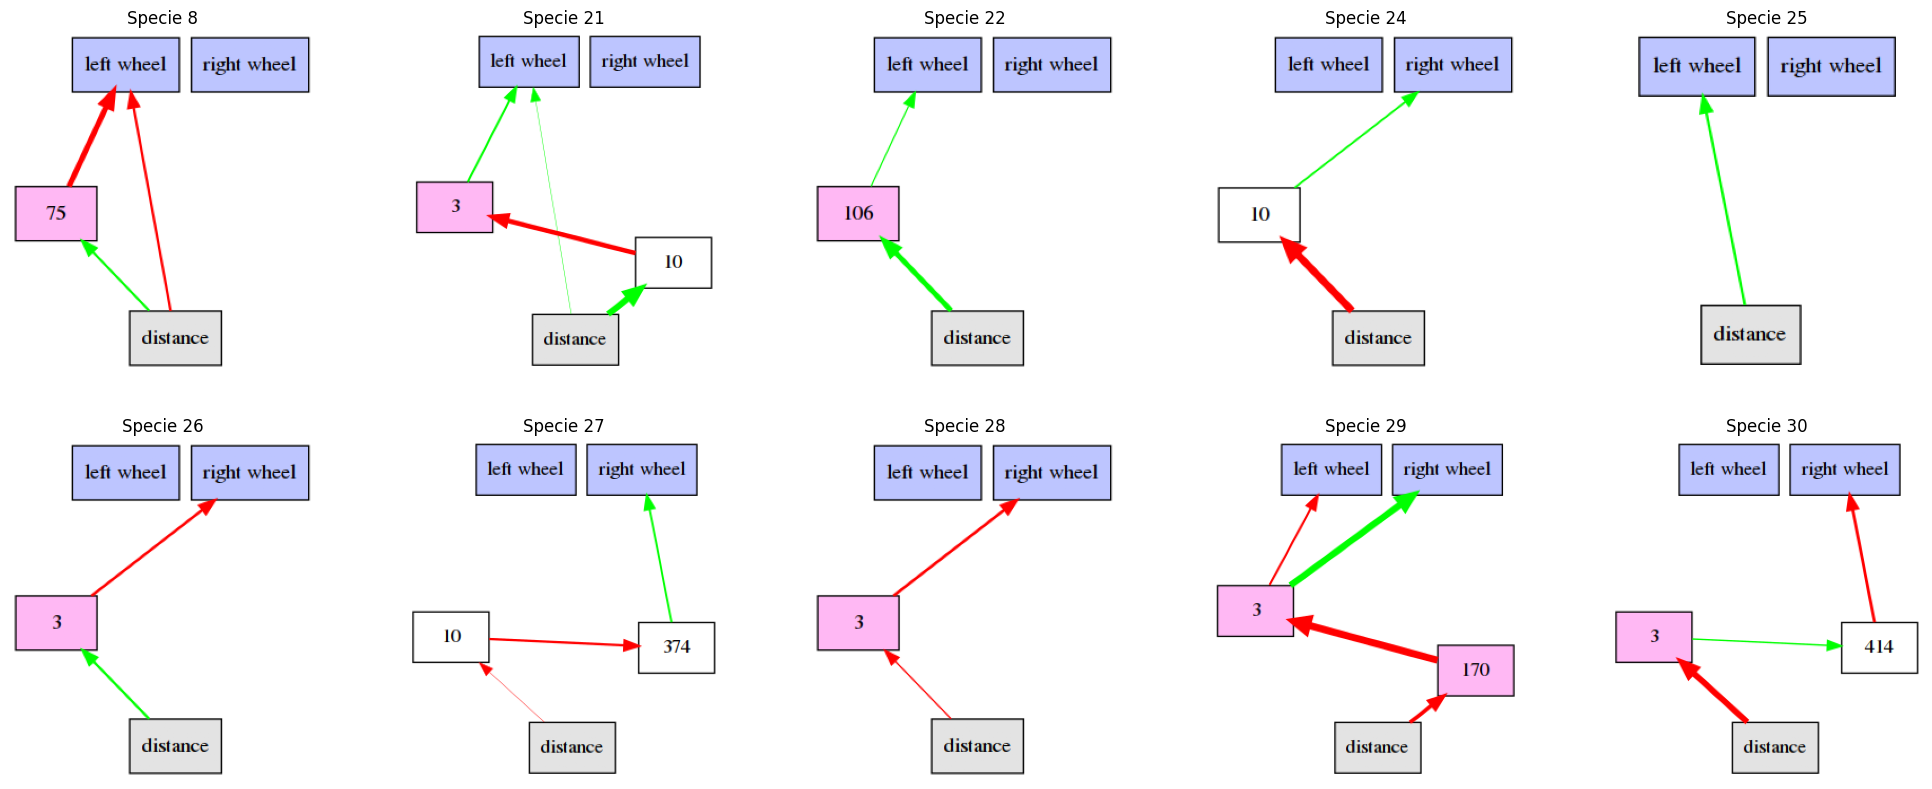 Specie 8
left wheel
right wheel
75
distance
Specie 21
left wheel
right wheel
3
10
distance
Specie 22
left wheel
right wheel
106
distance
Specie 24
left wheel
right wheel
10
distance
Specie 25
left wheel
right wheel
distance
Specie 26
left wheel
right wheel
3
distance
Specie 27
left wheel
right wheel
10
374
distance
Specie 28
left wheel
right wheel
3
distance
Specie 29
left wheel
right wheel
3
170
distance
Specie 30
left wheel
right wheel
3
414
distance